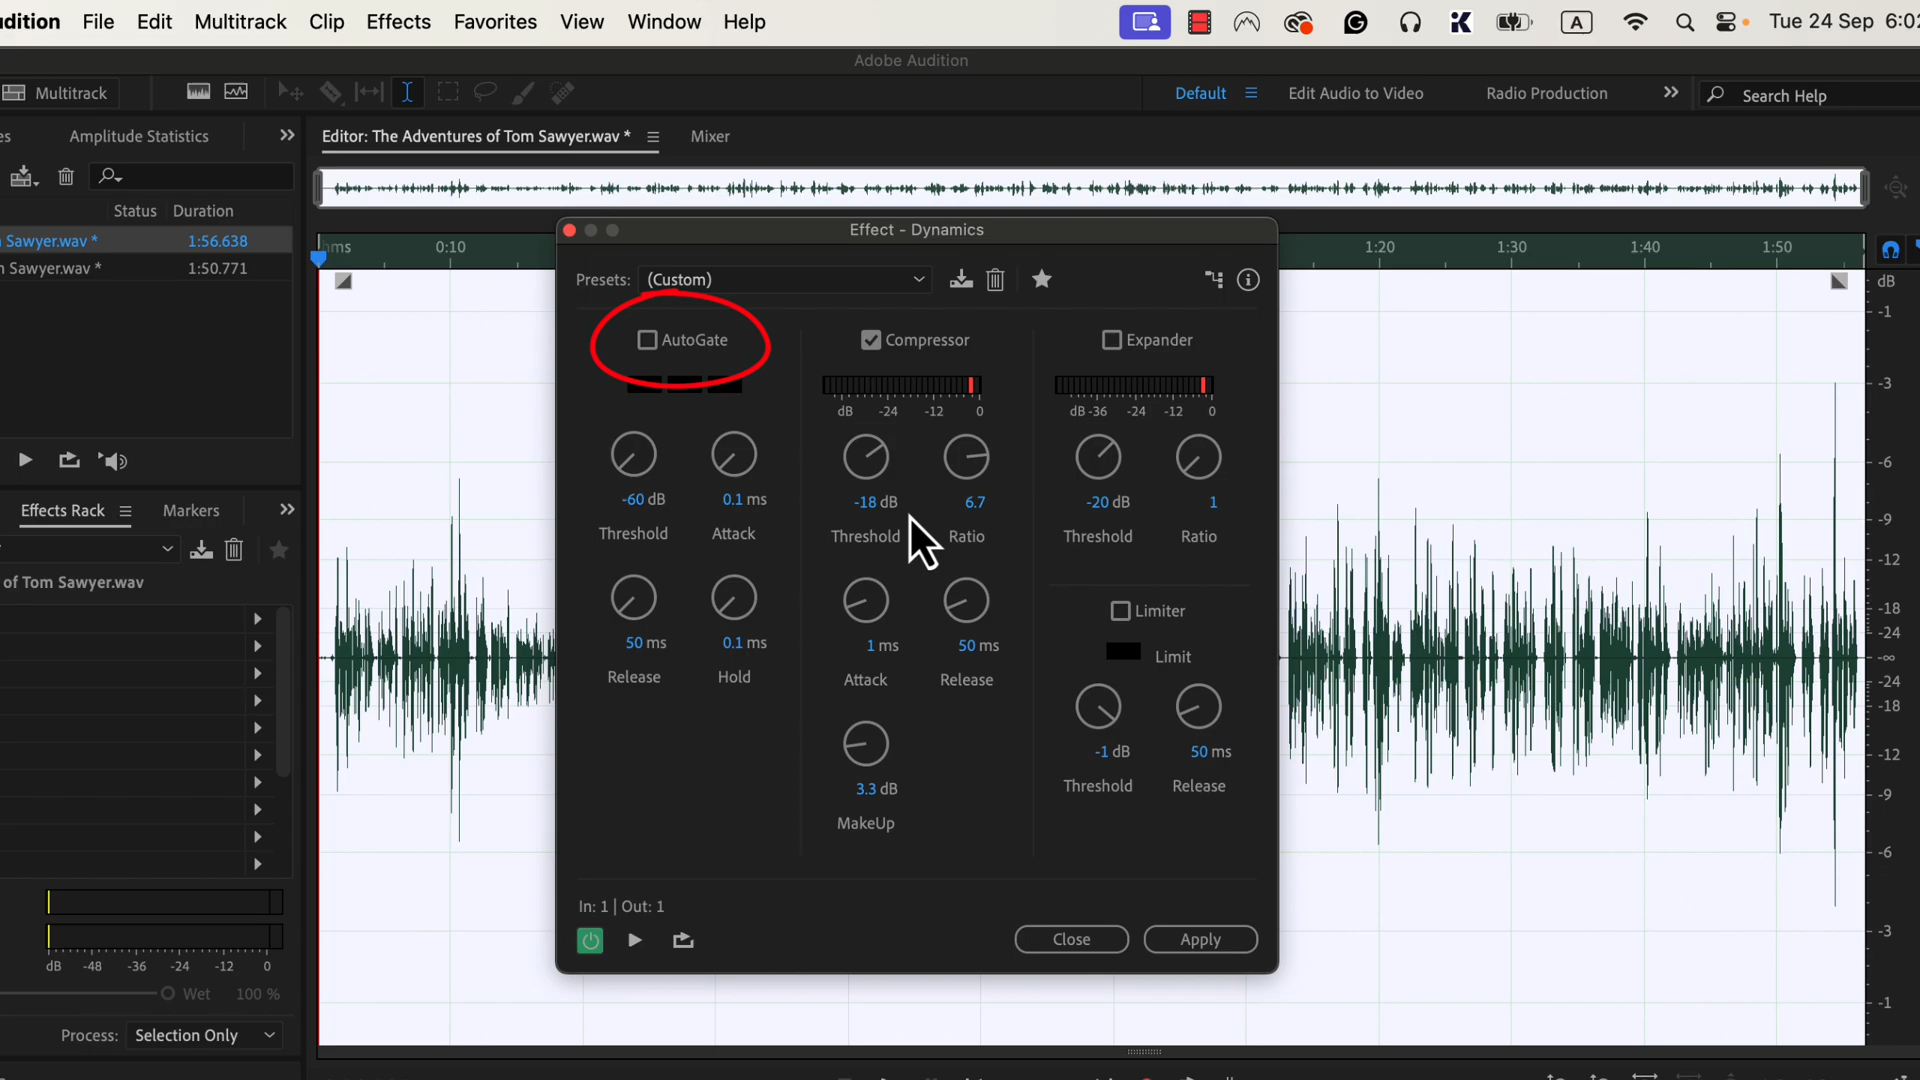 udition File Edit Multitrack Clip Effects Favorites View Window Help A Tue 24 Sep 6:02
Adobe Audition
Multitrack Default Edit Audio to Video Radio Production Search Help
es Amplitude Statistics Editor: The Adventures of Tom Sawyer.wav * Mixer
Status Duration
Sawyer.wav * 1:56.638
Sawyer.wav * 1:50.771
hms 0:10 1:20 1:30 1:40 1:50
Effect - Dynamics
Presets: (Custom)
AutoGate Compressor Expander
dB -24 -12 0 dB -36 -24 -12 0
-60 dB 0.1 ms -18 dB 6.7 -20 dB 1
Threshold Attack Threshold Ratio Threshold Ratio
50 ms 0.1 ms 1 ms 50 ms
Release Hold Attack Release
Limiter
Limit
-1 dB 50 ms
Threshold Release
3.3 dB
MakeUp
In: 1 | Out: 1
Close Apply
dB
-1
-3
-6
-9
-12
-18
-24
-∞
-24
-18
-12
-9
-6
-3
-1
Effects Rack Markers
of Tom Sawyer.wav
dB -48 -36 -24 -12 0
Wet 100 %
Process: Selection Only